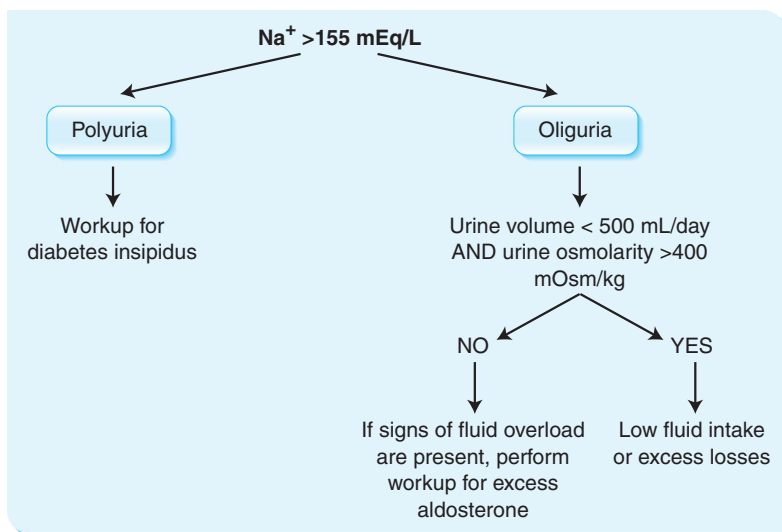 Na⁺ >155 mEq/L
Polyuria
Oliguria
Workup for
diabetes insipidus
Urine volume < 500 mL/day
AND urine osmolarity >400
mOsm/kg
NO
YES
If signs of fluid overload
are present, perform
workup for excess
aldosterone
Low fluid intake
or excess losses